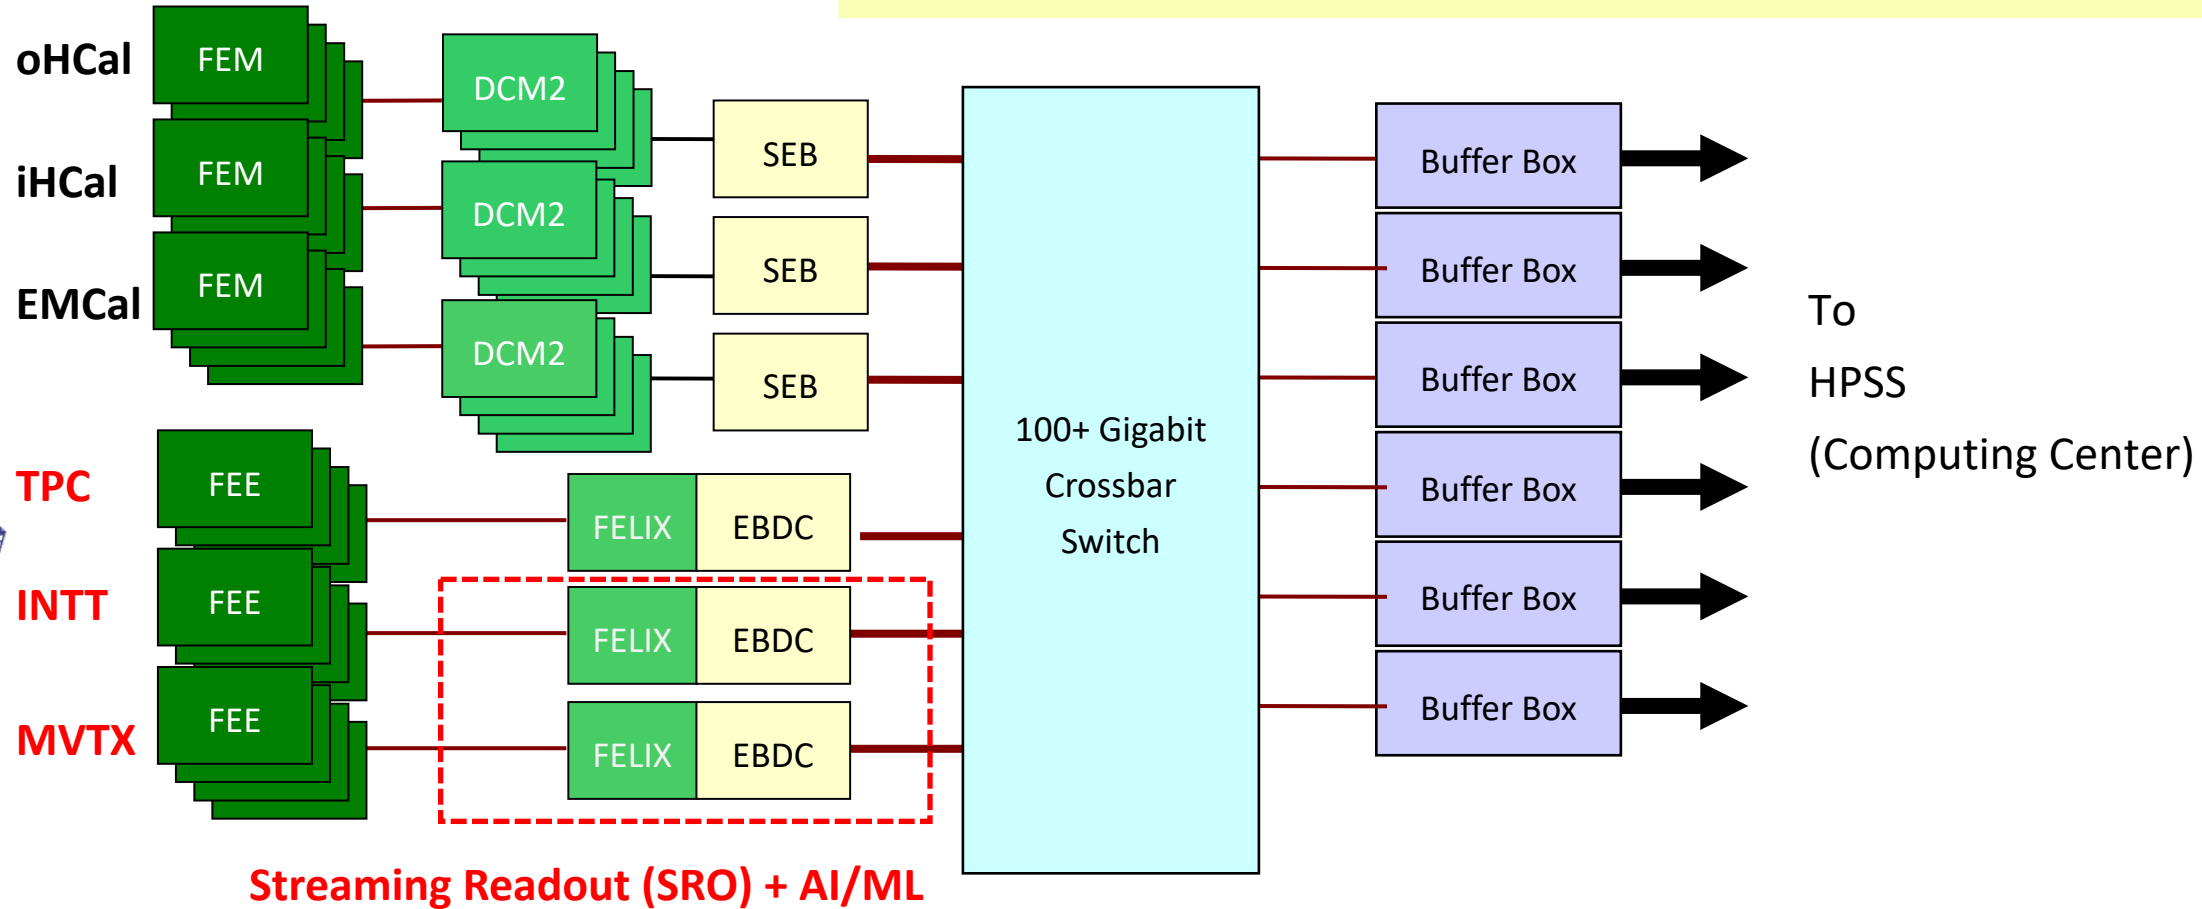 oHCal
FEM
DCM2
SEB
Buffer Box
iHCal
FEM
DCM2
SEB
Buffer Box
EMCal
FEM
DCM2
SEB
Buffer Box
TPC
FEE
FELIX
EBDC
Buffer Box
INTT
FEE
FELIX
EBDC
Buffer Box
MVTX
FEE
FELIX
EBDC
Buffer Box
100+ Gigabit
Crossbar
Switch
To
HPSS
(Computing Center)
Streaming Readout (SRO) + AI/ML